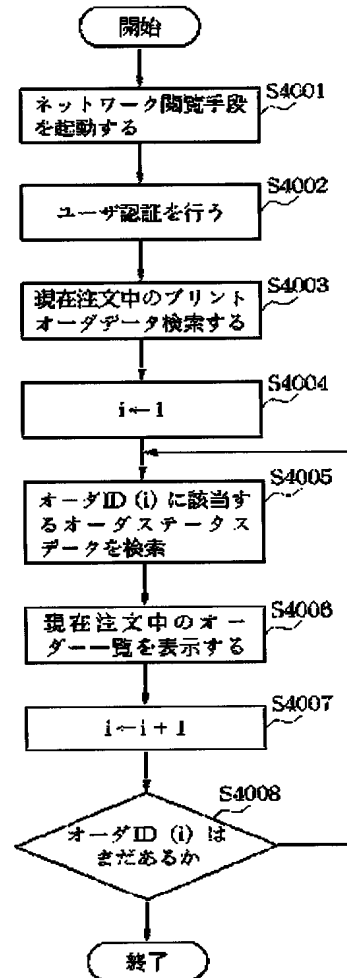 開始
S4001
ネットワーク閲覧手段
を起動する
S4002
ユーザ認証を行う
S4003
現在注文中のプリント
オーダデータ検索する
S4004
i←1
S4005
オーダID (i) に該当す
るオーダステータス
データを検索
S4006
現在注文中のオー
ダー一覧を表示する
S4007
i←i+1
S4008
オーダID (i) は
まだあるか
終了